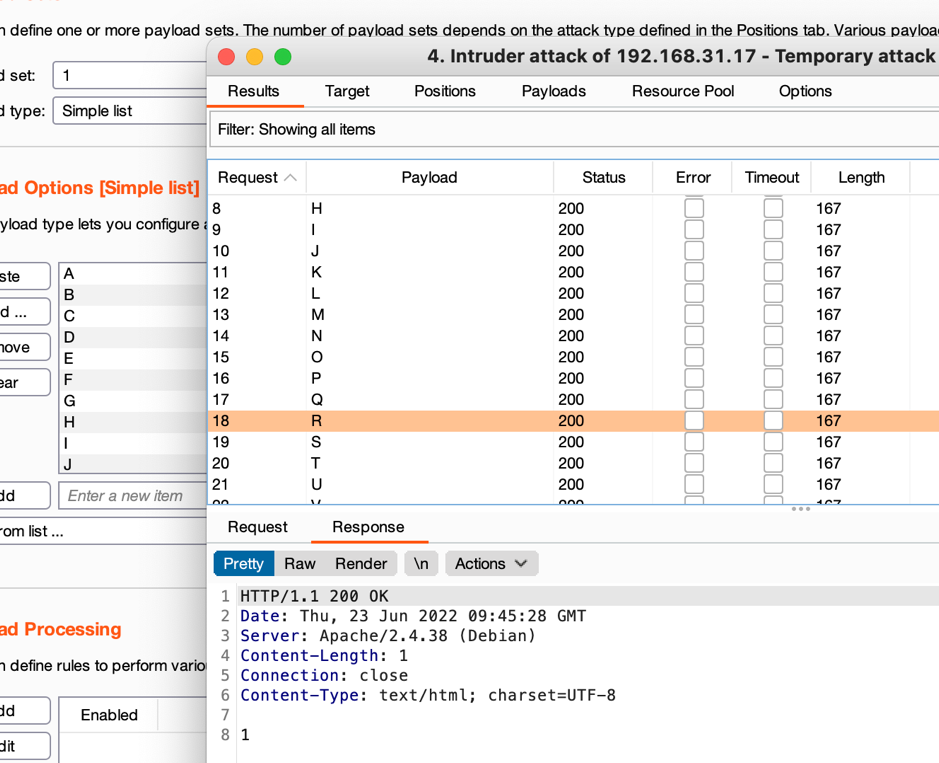 n define one or more payload sets. The number of payload sets depends on the attack type defined in the Positions tab. Various payloa
d set: 1
d type: Simple list
ad Options [Simple list]
yload type lets you configure a
ste
d ...
nove
ear
A
B
C
D
E
F
G
H
I
J
dd Enter a new item
rom list ...
ad Processing
n define rules to perform variou
dd
dit
Enabled
4. Intruder attack of 192.168.31.17 - Temporary attack
Results Target Positions Payloads Resource Pool Options
Filter: Showing all items
Request Payload Status Error Timeout Length
8 H 200 167
9 I 200 167
10 J 200 167
11 K 200 167
12 L 200 167
13 M 200 167
14 N 200 167
15 O 200 167
16 P 200 167
17 Q 200 167
18 R 200 167
19 S 200 167
20 T 200 167
21 U 200 167
22 V 200 167
Request Response
Pretty Raw Render \n Actions
1 HTTP/1.1 200 OK
2 Date: Thu, 23 Jun 2022 09:45:28 GMT
3 Server: Apache/2.4.38 (Debian)
4 Content-Length: 1
5 Connection: close
6 Content-Type: text/html; charset=UTF-8
7
8 1